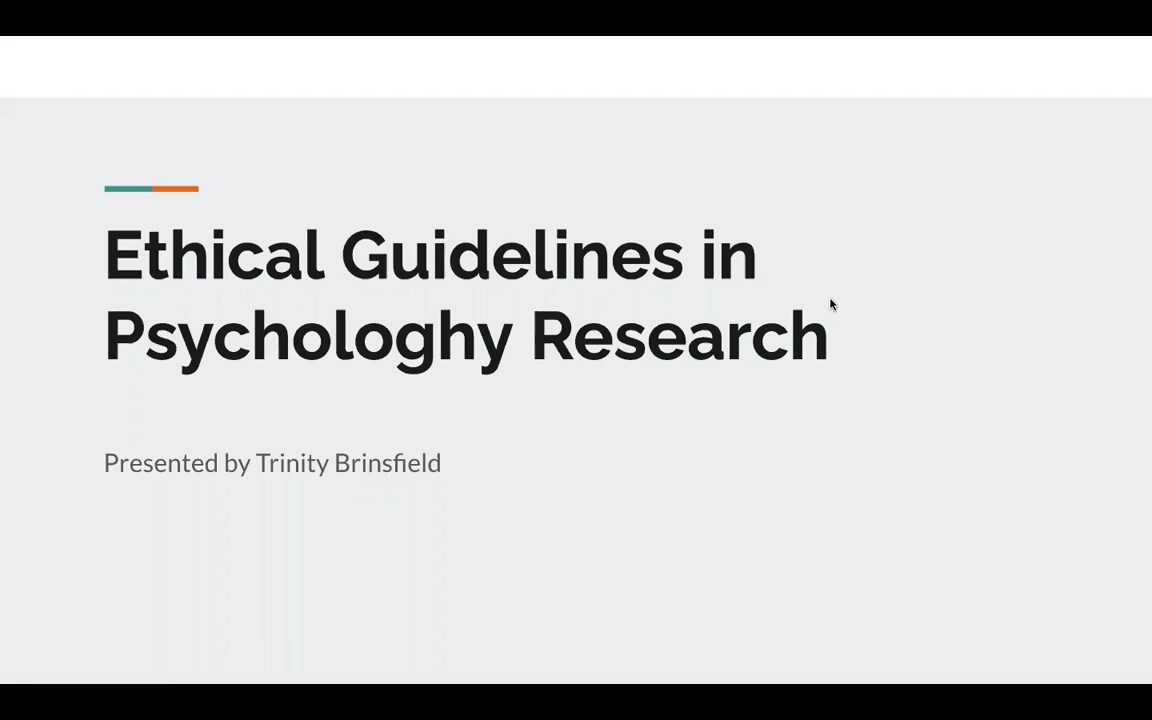 Ethical Guidelines in
Psychologhy Research
Presented by Trinity Brinsfield